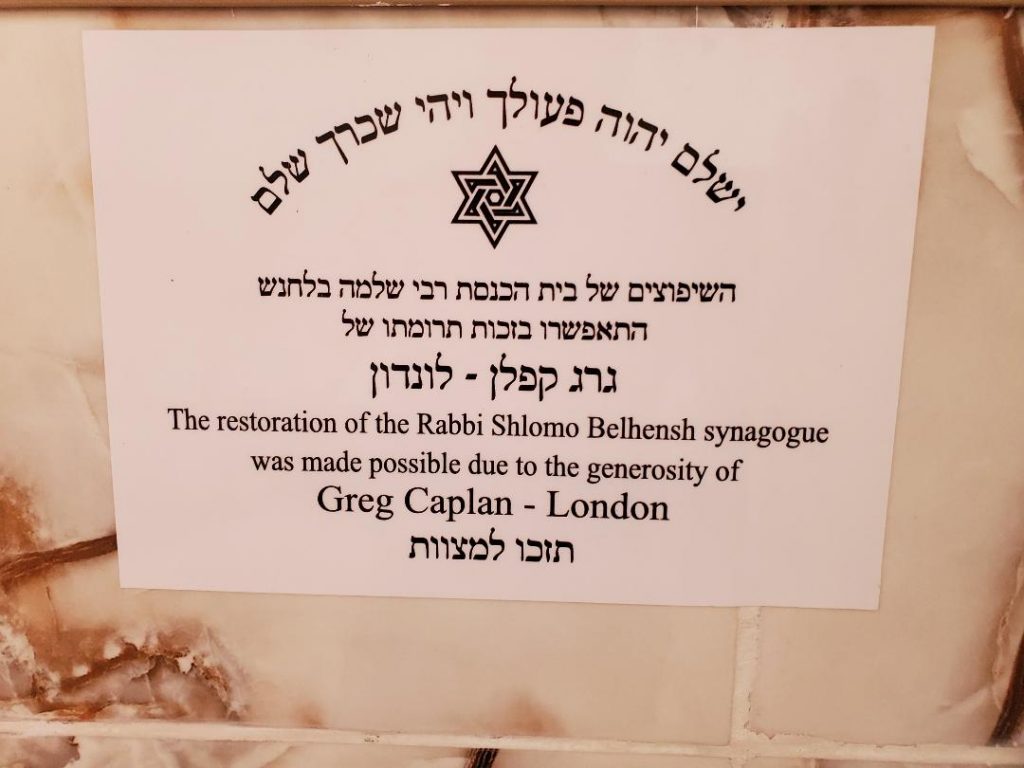 ישלם יהוה פעולך ויהי שכרך שלם
השיפוצים של בית הכנסת רבי שלמה בלחנש
התאפשרו בזכות תרומתו של
גרג קפלן - לונדון
The restoration of the Rabbi Shlomo Belhensh synagogue
was made possible due to the generosity of
Greg Caplan - London
תזכו למצוות